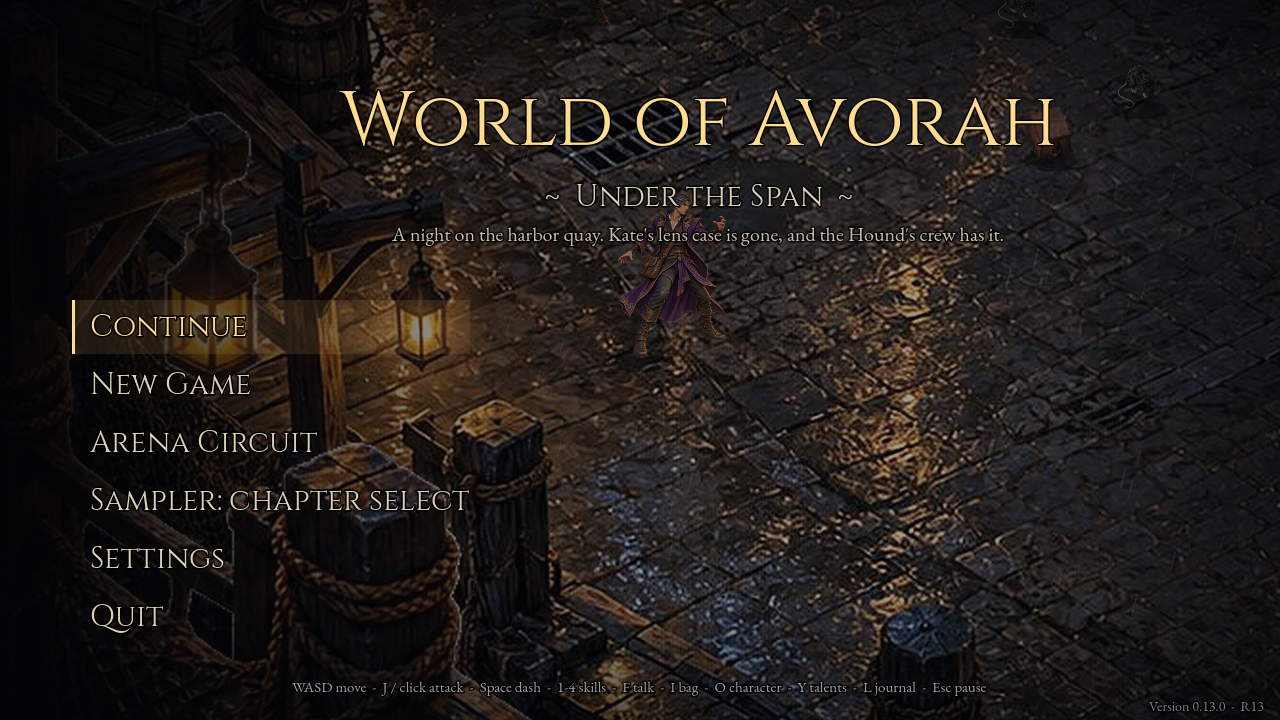 World of Avorah
~ Under the Span ~
A night on the harbor quay. Kate's lens case is gone, and the Hound's crew has it.
Continue
New Game
Arena Circuit
Sampler: chapter select
Settings
Quit
WASD move - J / click attack - Space dash - 1-4 skills - F talk - I bag - O character - Y talents - L journal - Esc pause
Version 0.13.0 - R13